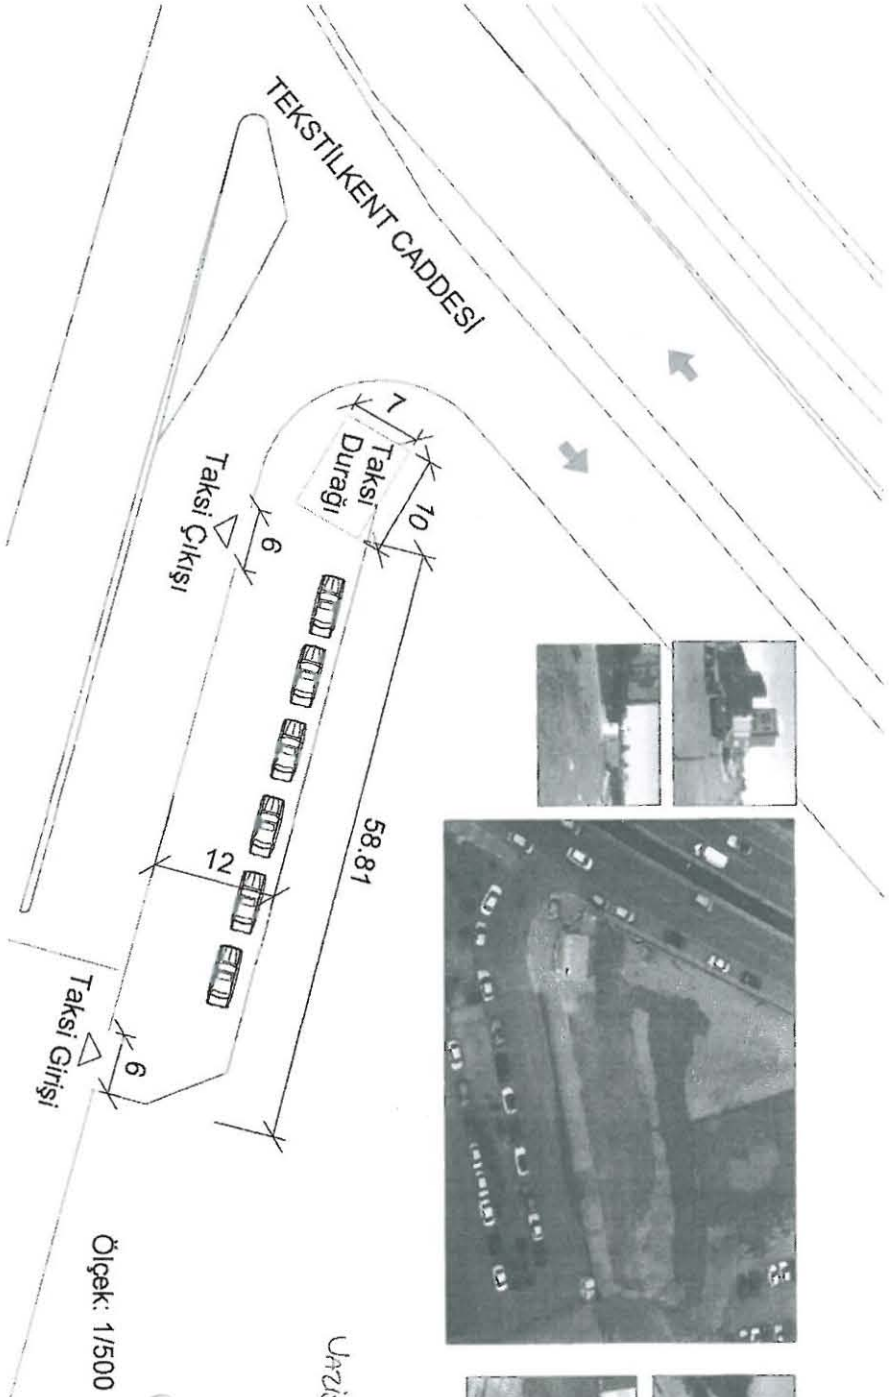 TEKSTİLKENT CADDESİ
7
Taksi
Durağı
10
6
Taksi Çıkışı
58.81
12
6
Taksi Girişi
Ölçek: 1/500